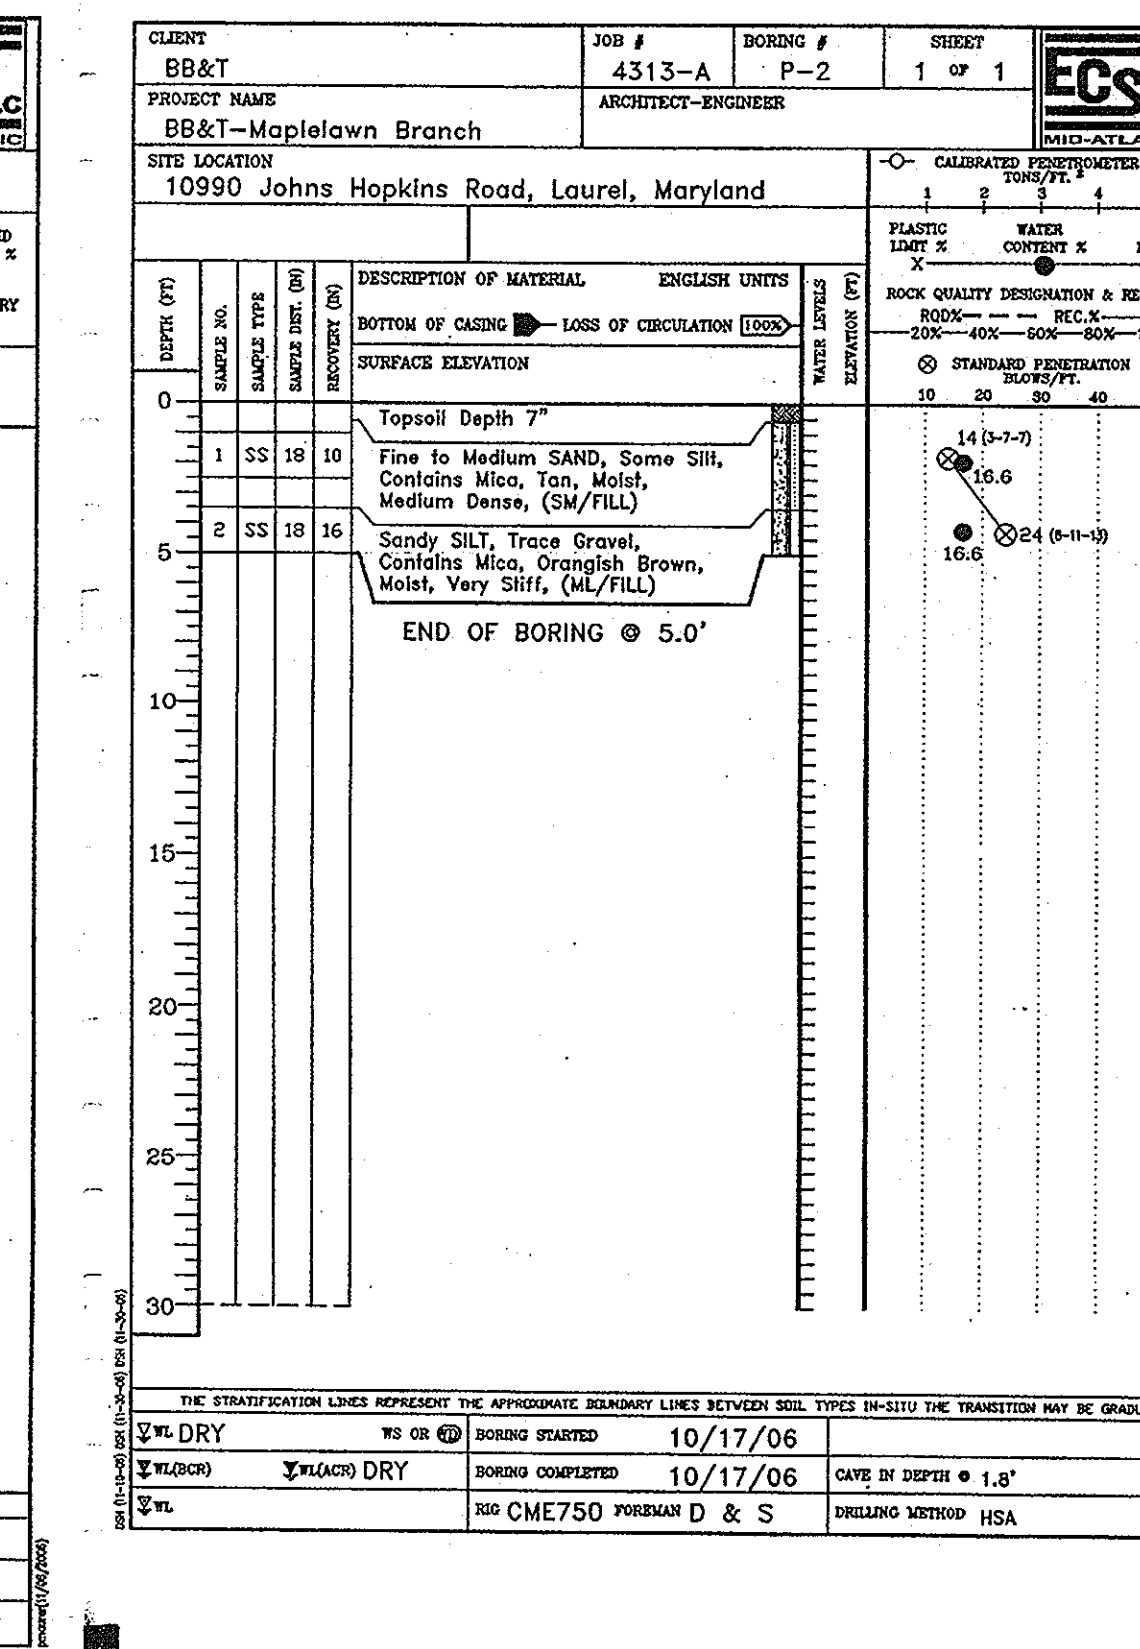 CLIENT
BB&T
JOB #
4313-A
BORING #
P-2
SHEET
1 OF 1
ECS
MID-ATLA
PROJECT NAME
BB&T-Maplelawn Branch
ARCHITECT-ENGINEER
SITE LOCATION
10990 Johns Hopkins Road, Laurel, Maryland
CALIBRATED PENETROMETER
TONS/FT. 2
1 2 3 4
PLASTIC
LIMIT %
WATER
CONTENT %
X
ROCK QUALITY DESIGNATION & RE
RQD% REC.%
20% 40% 60% 80%
STANDARD PENETRATION
BLOWS/FT.
10 20 30 40
DEPTH (FT)
SAMPLE NO.
SAMPLE TYPE
SAMPLE DIST. (IN)
RECOVERY (IN)
DESCRIPTION OF MATERIAL ENGLISH UNITS
BOTTOM OF CASING LOSS OF CIRCULATION 100%
SURFACE ELEVATION
WATER LEVELS
ELEVATION (FT)
0
Topsoil Depth 7"
1 SS 18 10
Fine to Medium SAND, Some Silt,
Contains Mica, Tan, Moist,
Medium Dense, (SM/FILL)
14 (3-7-7)
16.6
2 SS 18 16
Sandy SILT, Trace Gravel,
Contains Mica, Orangish Brown,
Moist, Very Stiff, (ML/FILL)
24 (8-11-13)
16.6
5
END OF BORING @ 5.0'
10
15
20
25
30
THE STRATIFICATION LINES REPRESENT THE APPROXIMATE BOUNDARY LINES BETWEEN SOIL TYPES IN-SITU THE TRANSITION MAY BE GRADU
WL DRY WS OR WD
BORING STARTED 10/17/06
WL(BCR) WL(ACR) DRY
BORING COMPLETED 10/17/06
CAVE IN DEPTH @ 1.8'
WL
RIG CME750 FOREMAN D & S
DRILLING METHOD HSA